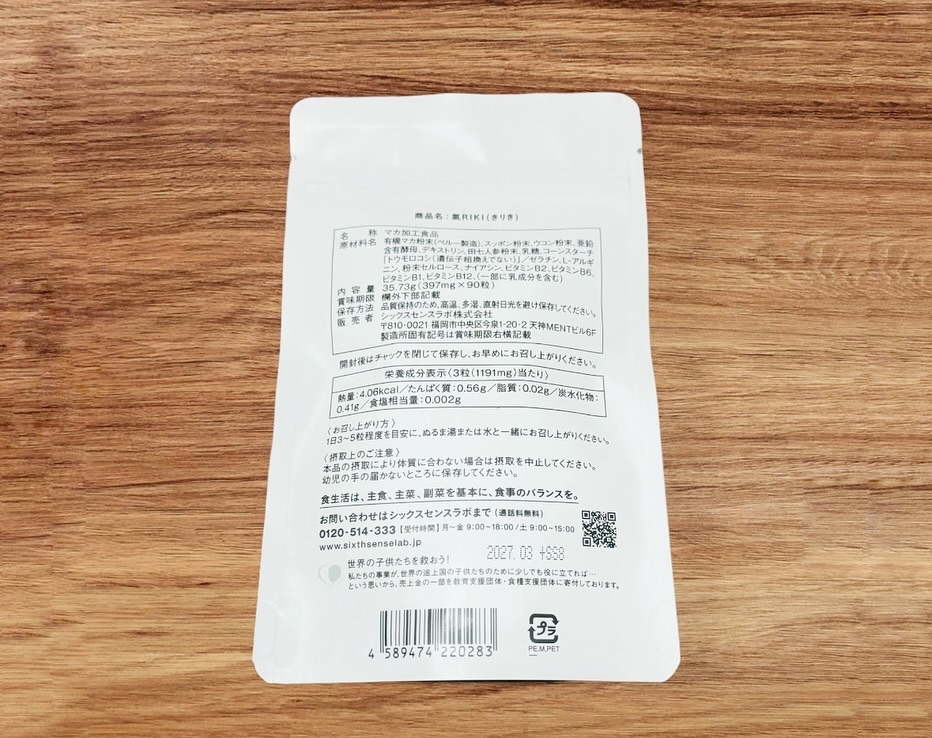 商品名:氣RIKI(きりき)
名 称 マカ加工食品
原材料名 有機マカ粉末(ペルー製造)、スッポン粉末、ウコン粉末、亜鉛
含有酵母、デキストリン、田七人参粉末、乳糖、コーンスターチ
「トウモロコシ(遺伝子組換えでない)」/ゼラチン、L-アルギ
ニン、粉末セルロース、ナイアシン、ビタミンB2、ビタミンB6、
ビタミンB1、ビタミンB12、(一部に乳成分を含む)
内 容 量 35.73g(397mg×90粒)
賞味期限 欄外下部記載
保存方法 品質保持のため、高温、多湿、直射日光を避け保存してください。
販 売 者 シックスセンスラボ株式会社
〒810-0021 福岡市中央区今泉1-20-2 天神MENTビル6F
製造所固有記号は賞味期限右横記載
開封後はチャックを閉じて保存し、お早めにお召し上がりください。
栄養成分表示〈3粒(1191mg)当たり〉
熱量:4.06kcal/たんぱく質:0.56g/脂質:0.02g/炭水化物:
0.41g/食塩相当量:0.002g
〈お召し上がり方〉
1日3~5粒程度を目安に、ぬるま湯または水と一緒にお召し上がりください。
〈摂取上のご注意〉
本品の摂取により体質に合わない場合は摂取を中止してください。
幼児の手の届かないところに保存してください。
食生活は、主食、主菜、副菜を基本に、食事のバランスを。
お問い合わせはシックスセンスラボまで(通話料無料)
0120-514-333 [受付時間]月~金 9:00~18:00/土 9:00~15:00
www.sixthsenselab.jp
2027.03 +SS8
世界の子供たちを救おう!
私たちの事業が、世界の途上国の子供たちのために少しでも役に立てれば…
という思いから、売上金の一部を教育支援団体・食糧支援団体に寄付しております。
4 589474 220283
プラ
PE,M,PET